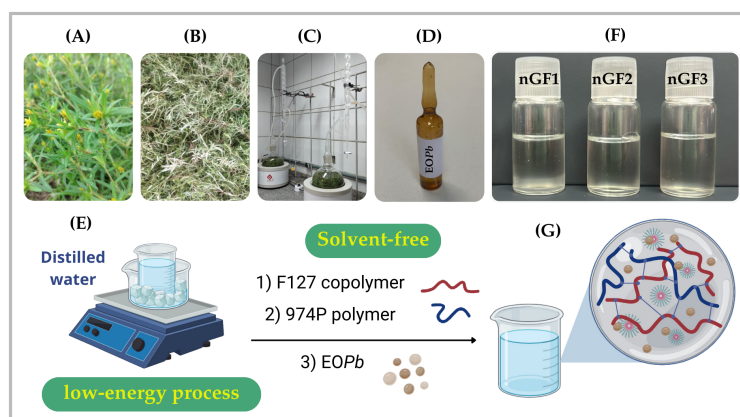 (A)
(B)
(C)
(D)
(F)
EOPb
nGF1
nGF2
nGF3
(E)
Distilled
water
low-energy process
Solvent-free
1) F127 copolymer
2) 974P polymer
3) EOPb
(G)